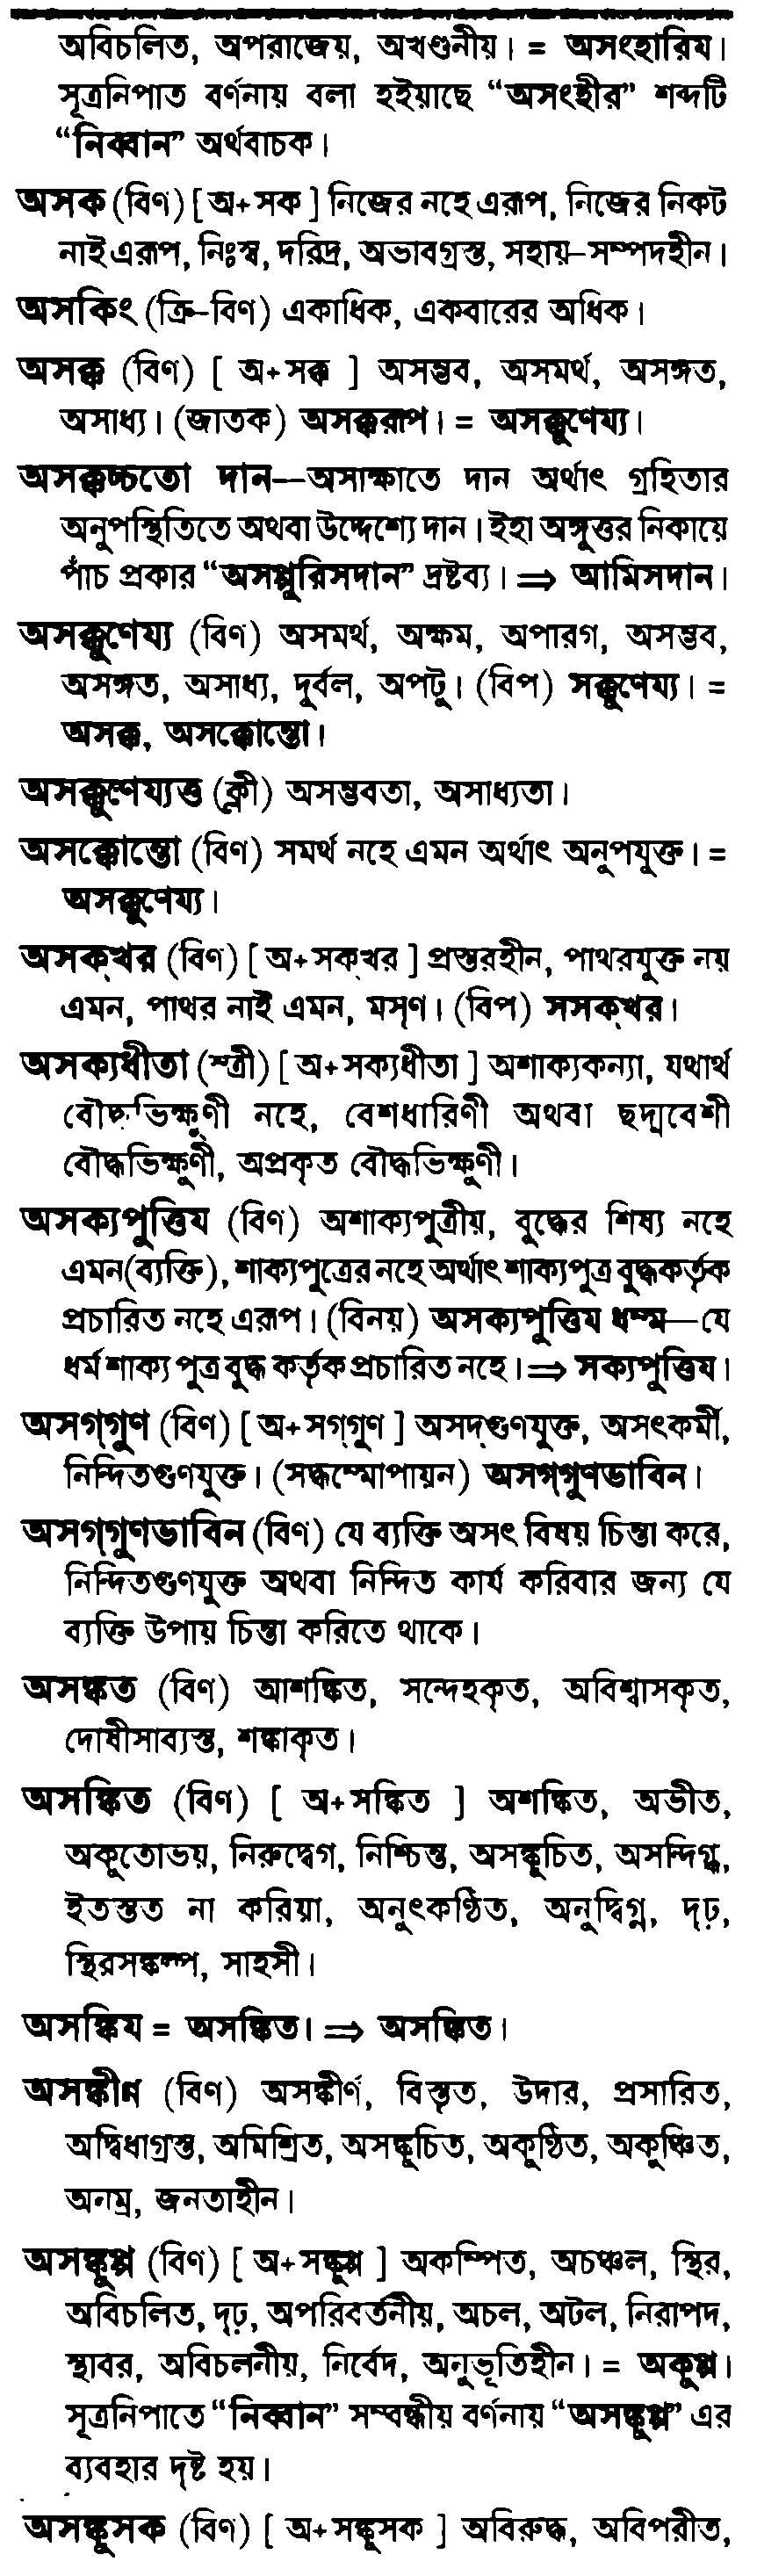 অবিচলিত, অপরাজেয়, অখণ্ডনীয়। = অসংহারিয।
সূত্রনিপাত বর্ণনায় বলা হইয়াছে “অসংহীর” শব্দটি
“নিব্বান” অর্থবাচক।
অসক (বিণ) [ অ+সক ] নিজের নহে এরূপ, নিজের নিকট
নাই এরূপ, নিঃস্ব, দরিদ্র, অভাবগ্রস্ত, সহায়–সম্পদহীন।
অসকিং (ক্রি–বিণ) একাধিক, একবারের অধিক।
অসক্ক (বিণ) [ অ+সক্ক ] অসম্ভব, অসমর্থ, অসঙ্গত,
অসাধ্য। (জাতক) অসক্করূপ। = অসক্কুণেয্য।
অসক্কচ্চতো দান—অসাক্ষাতে দান অর্থাৎ গ্রহিতার
অনুপস্থিতিতে অথবা উদ্দেশ্যে দান। ইহা অঙ্গুত্তর নিকায়ে
পাঁচ প্রকার “অসপ্পুরিসদান” দ্রষ্টব্য। ⇒ আমিসদান।
অসক্কুণেয্য (বিণ) অসমর্থ, অক্ষম, অপারগ, অসম্ভব,
অসঙ্গত, অসাধ্য, দুর্বল, অপটু। (বিপ) সক্কুণেয্য। =
অসক্ক, অসক্কোন্তো।
অসক্কুণেয্যত্ত (ক্লী) অসম্ভবতা, অসাধ্যতা।
অসক্কোন্তো (বিণ) সমর্থ নহে এমন অর্থাৎ অনুপযুক্ত। =
অসক্কুণেয্য।
অসক্খর (বিণ) [ অ+সক্খর ] প্রস্তরহীন, পাথরযুক্ত নয়
এমন, পাথর নাই এমন, মসৃণ। (বিপ) সসক্খর।
অসক্যধীতা (স্ত্রী) [ অ+সক্যধীতা ] অশাক্যকন্যা, যথার্থ
বৌদ্ধভিক্ষুণী নহে, বেশধারিণী অথবা ছদ্মবেশী
বৌদ্ধভিক্ষুণী, অপ্রকৃত বৌদ্ধভিক্ষুণী।
অসক্যপুত্তিয (বিণ) অশাক্যপুত্রীয়, বুদ্ধের শিষ্য নহে
এমন(ব্যক্তি), শাক্যপুত্রের নহে অর্থাৎ শাক্যপুত্র বুদ্ধকর্তৃক
প্রচারিত নহে এরূপ। (বিনয়) অসক্যপুত্তিয ধম্ম—যে
ধর্ম শাক্য পুত্র বুদ্ধ কর্তৃক প্রচারিত নহে। ⇒ সক্যপুত্তিয।
অসগ্গুণ (বিণ) [ অ+সগ্গুণ ] অসদ্গুণযুক্ত, অসৎকর্মী,
নিন্দিতগুণযুক্ত। (সদ্ধম্মোপায়ন) অসগ্গুণভাবিন।
অসগ্গুণভাবিন (বিণ) যে ব্যক্তি অসৎ বিষয় চিন্তা করে,
নিন্দিতগুণযুক্ত অথবা নিন্দিত কার্য করিবার জন্য যে
ব্যক্তি উপায় চিন্তা করিতে থাকে।
অসঙ্কত (বিণ) আশঙ্কিত, সন্দেহকৃত, অবিশ্বাসকৃত,
দোষীসাব্যস্ত, শঙ্কাকৃত।
অসঙ্কিত (বিণ) [ অ+সঙ্কিত ] অশঙ্কিত, অভীত,
অকুতোভয়, নিরুদ্বেগ, নিশ্চিন্ত, অসঙ্কুচিত, অসন্দিগ্ধ,
ইতস্তত না করিয়া, অনুৎকণ্ঠিত, অনুদ্বিগ্ন, দৃঢ়,
স্থিরসঙ্কল্প, সাহসী।
অসঙ্কিয = অসঙ্কিত। ⇒ অসঙ্কিত।
অসঙ্কীণ্ণ (বিণ) অসঙ্কীর্ণ, বিস্তৃত, উদার, প্রসারিত,
অদ্বিধাগ্রস্ত, অমিশ্রিত, অসঙ্কুচিত, অকুণ্ঠিত, অকুঞ্চিত,
অনম্র, জনতাহীন।
অসঙ্কুপ্প (বিণ) [ অ+সঙ্কুপ্প ] অকম্পিত, অচঞ্চল, স্থির,
অবিচলিত, দৃঢ়, অপরিবর্তনীয়, অচল, অটল, নিরাপদ,
স্থাবর, অবিচলনীয়, নির্বেদ, অনুভূতিহীন। = অকুপ্প।
সূত্রনিপাতে “নিব্বান” সম্বন্ধীয় বর্ণনায় “অসঙ্কুপ্প” এর
ব্যবহার দৃষ্ট হয়।
অসঙ্কুসক (বিণ) [ অ+সঙ্কুসক ] অবিরুদ্ধ, অবিপরীত,